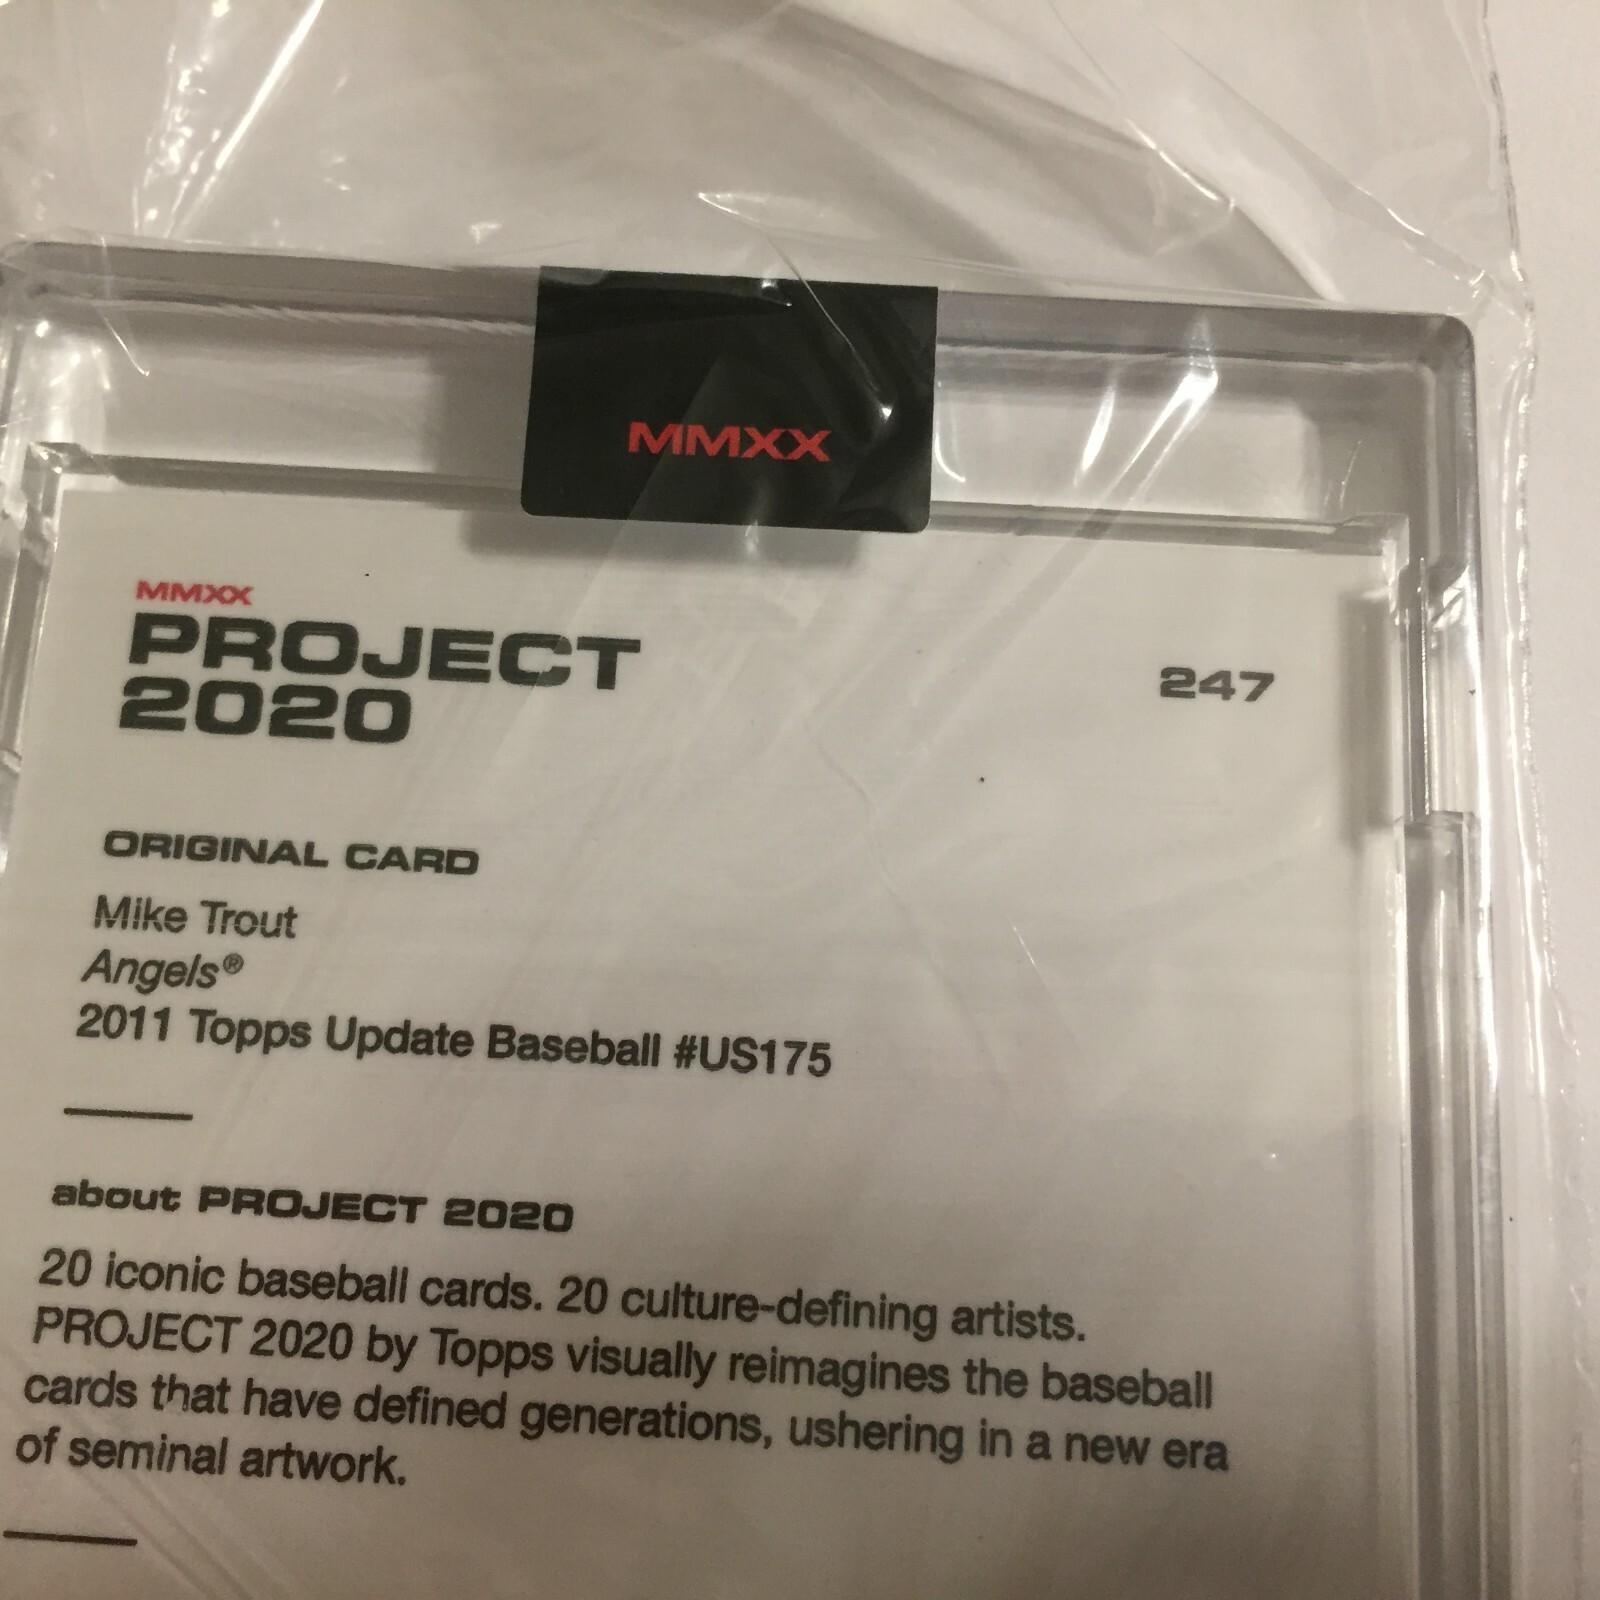 MMXX
MMXX
PROJECT
2020
247
ORIGINAL CARD
Mike Trout
Angels®
2011 Topps Update Baseball #US175
about PROJECT 2020
20 iconic baseball cards. 20 culture-defining artists.
PROJECT 2020 by Topps visually reimagines the baseball
cards that have defined generations, ushering in a new era
of seminal artwork.